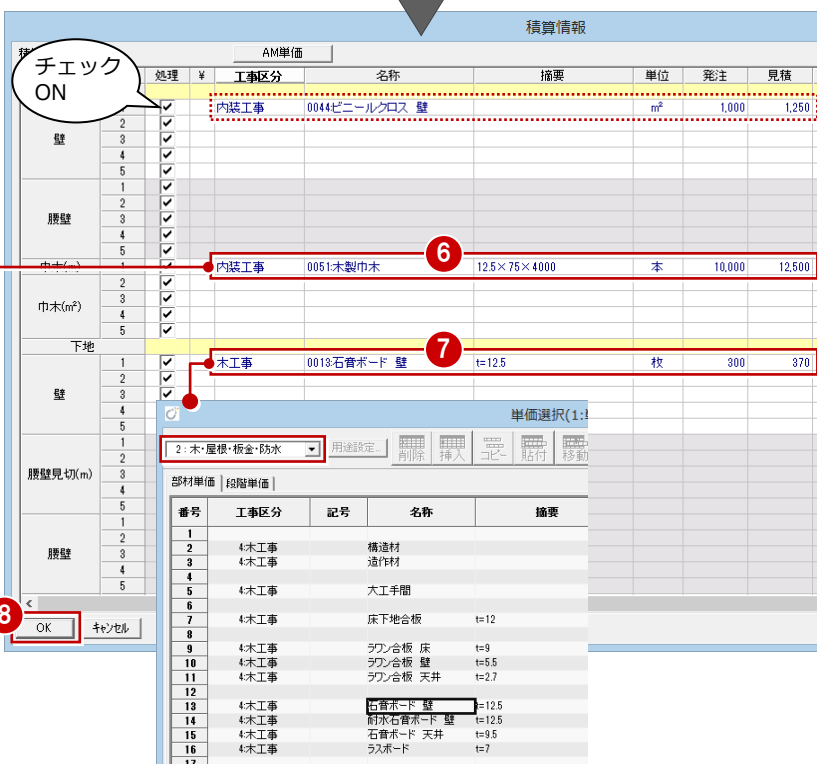 積算情報
AM単価
チェック
ON
処理 ¥ 工事区分 名称 摘要 単位 発注 見積
内装工事 0044:ビニールクロス 壁 m² 1,000 1,250
壁
2
3
4
5
1
2
腰壁
3
4
5
6
1 内装工事 0051:木製巾木 12.5×75×4000 本 10,000 12,500
2
巾木(m²)
3
4
5
下地
7
1 木工事 0013:石膏ボード 壁 t=12.5 枚 300 370
2
壁
3
4
5
1
2
腰壁見切(m)
3
4
5
1
2
腰壁
3
4
5
<
8
OK キャンセル
単価選択(1:
2:木・屋根・板金・防水 用途設定... 削除 挿入 コピー 貼付 移動
部材単価 段階単価
番号 工事区分 記号 名称 摘要
1
2 4:木工事 構造材
3 4:木工事 造作材
4
5 4:木工事 大工手間
6
7 4:木工事 床下地合板 t=12
8
9 4:木工事 ラワン合板 床 t=9
10 4:木工事 ラワン合板 壁 t=5.5
11 4:木工事 ラワン合板 天井 t=2.7
12
13 4:木工事 石膏ボード 壁 t=12.5
14 4:木工事 耐水石膏ボード 壁 t=12.5
15 4:木工事 石膏ボード 天井 t=9.5
16 4:木工事 ラスボード t=7
17